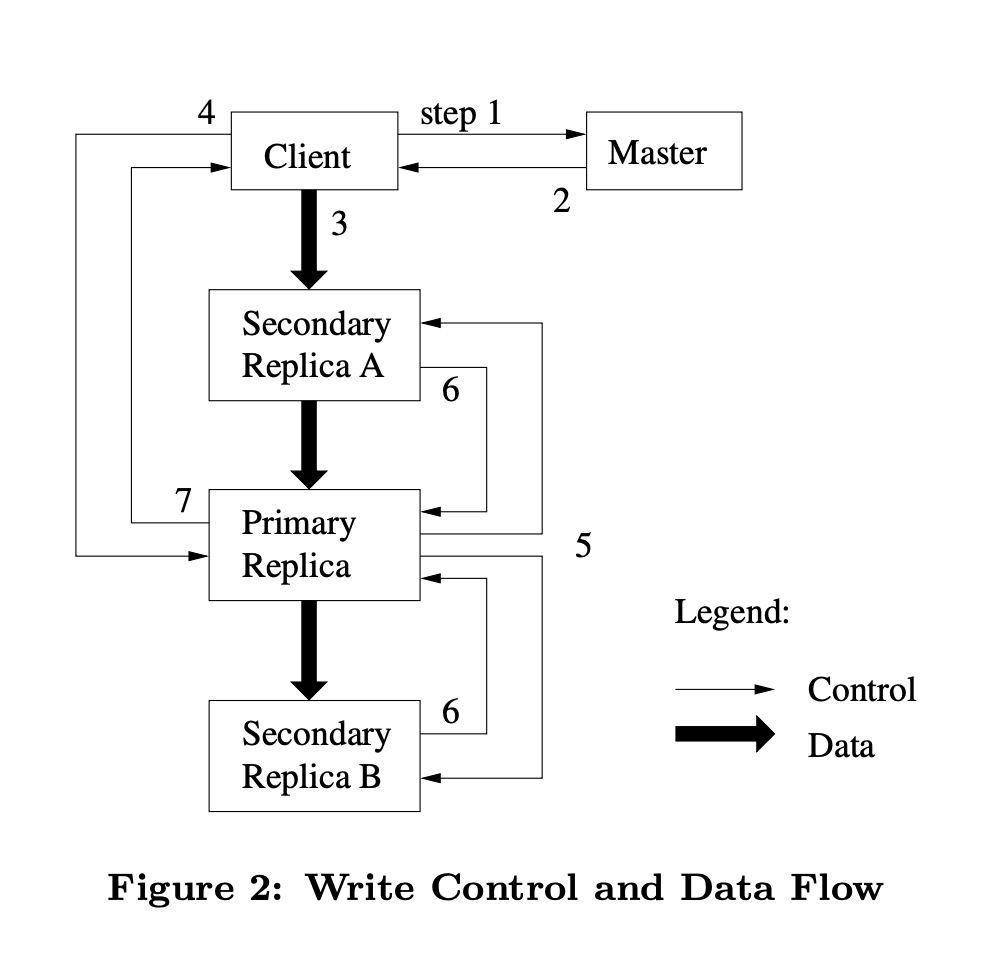 4
step 1
Client
Master
2
3
Secondary
Replica A
6
7
Primary
Replica
5
Legend:
Control
6
Secondary
Replica B
Data
Figure 2: Write Control and Data Flow